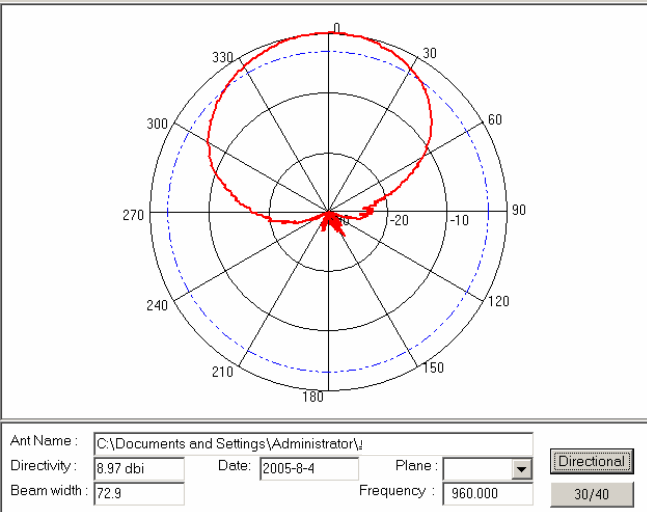 0
330 30
300 60
270 -20 -10 90
240 120
210 150
180
Ant Name : C:\Documents and Settings\Administrator\
Directivity : 8.97 dbi Date: 2005-8-4 Plane : Directional
Beam width : 72.9 Frequency : 960.000 30/40